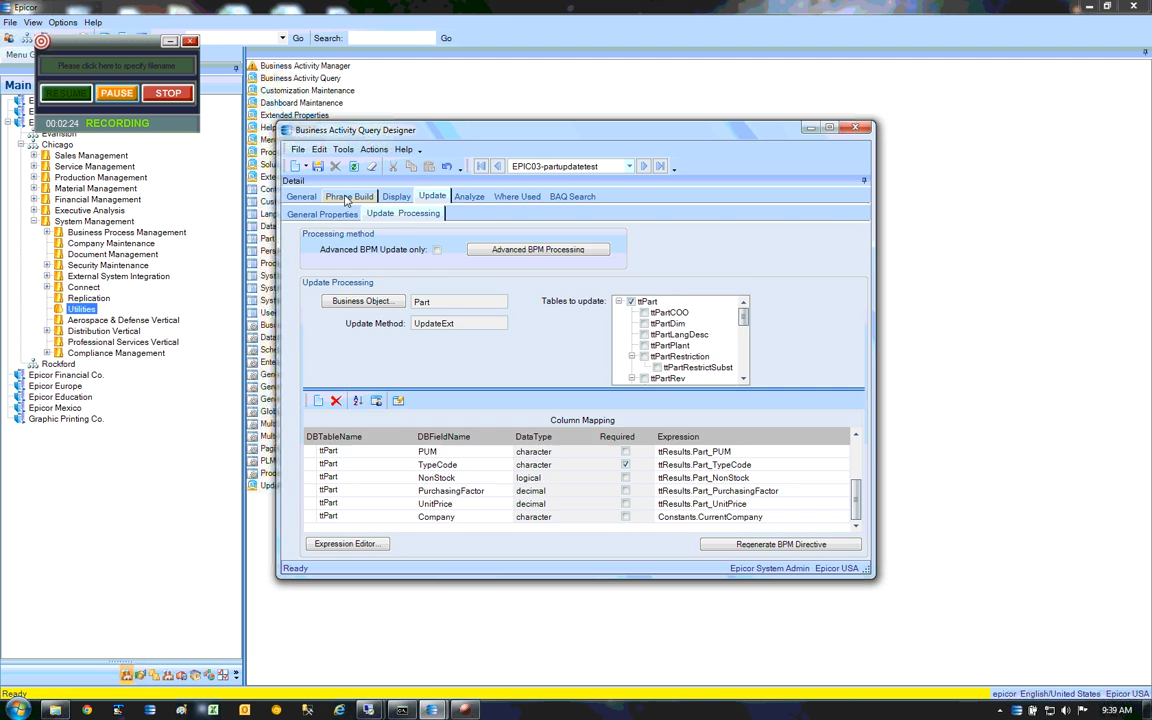 Epicor
File View Options Help
Go Search: Go
Menu G
Please click here to specify filename
RESUME PAUSE STOP
00:02:24 RECORDING
Main
Chicago
Sales Management
Service Management
Production Management
Material Management
Financial Management
Executive Analysis
System Management
Business Process Management
Company Maintenance
Document Management
Security Maintenance
External System Integration
Connect
Replication
Utilities
Aerospace & Defense Vertical
Distribution Vertical
Professional Services Vertical
Compliance Management
Rockford
Epicor Financial Co.
Epicor Europe
Epicor Education
Epicor Mexico
Graphic Printing Co.
Business Activity Manager
Business Activity Query
Customization Maintenance
Dashboard Maintanence
Extended Properties
Business Activity Query Designer
File Edit Tools Actions Help
EPIC03-partupdatetest
Detail
General Phrase Build Display Update Analyze Where Used BAQ Search
General Properties Update Processing
Processing method
Advanced BPM Update only: Advanced BPM Processing
Update Processing
Business Object... Part Tables to update:
Update Method: UpdateExt
ttPart
ttPartCOO
ttPartDim
ttPartLangDesc
ttPartPlant
ttPartRestriction
ttPartRestrictSubst
ttPartRev
Column Mapping
DBTableName DBFieldName DataType Required Expression
ttPart PUM character ttResults.Part_PUM
ttPart TypeCode character ttResults.Part_TypeCode
ttPart NonStock logical ttResults.Part_NonStock
ttPart PurchasingFactor decimal ttResults.Part_PurchasingFactor
ttPart UnitPrice decimal ttResults.Part_UnitPrice
ttPart Company character Constants.CurrentCompany
Expression Editor... Regenerate BPM Directive
Ready Epicor System Admin Epicor USA
Ready epicor English/United States Epicor USA
9:39 AM